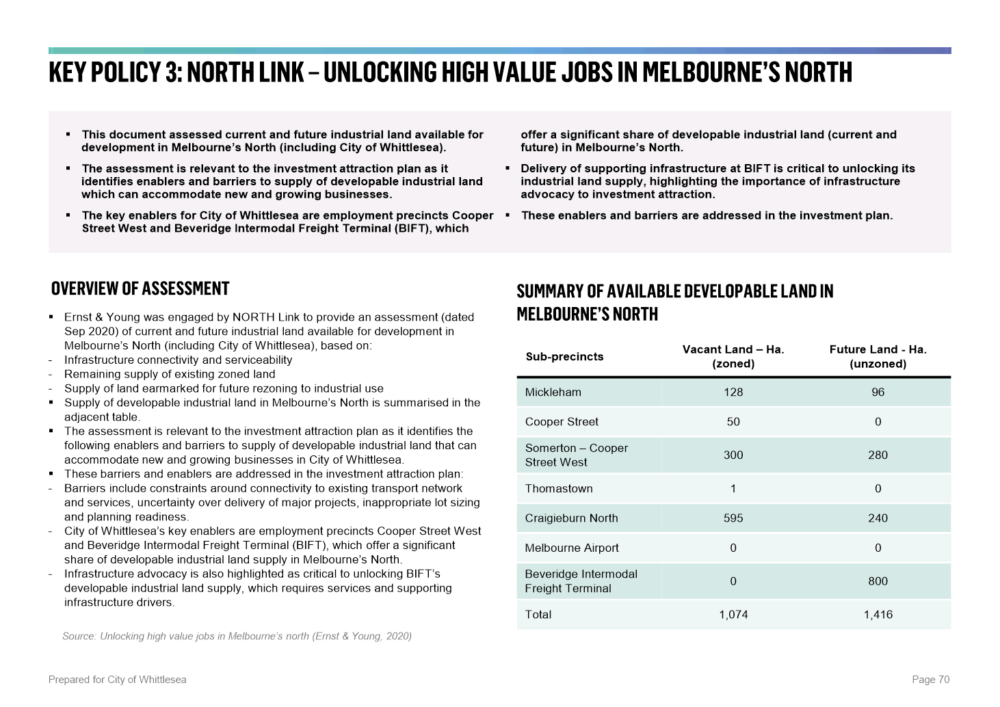 KEY POLICY 3: NORTH LINK – UNLOCKING HIGH VALUE JOBS IN MELBOURNE’S NORTH
▪ This document assessed current and future industrial land available for
development in Melbourne’s North (including City of Whittlesea).
▪ The assessment is relevant to the investment attraction plan as it
identifies enablers and barriers to supply of developable industrial land
which can accommodate new and growing businesses.
▪ The key enablers for City of Whittlesea are employment precincts Cooper
Street West and Beveridge Intermodal Freight Terminal (BIFT), which
offer a significant share of developable industrial land (current and
future) in Melbourne’s North.
▪ Delivery of supporting infrastructure at BIFT is critical to unlocking its
industrial land supply, highlighting the importance of infrastructure
advocacy to investment attraction.
▪ These enablers and barriers are addressed in the investment plan.
OVERVIEW OF ASSESSMENT
▪ Ernst & Young was engaged by NORTH Link to provide an assessment (dated
Sep 2020) of current and future industrial land available for development in
Melbourne’s North (including City of Whittlesea), based on:
- Infrastructure connectivity and serviceability
- Remaining supply of existing zoned land
- Supply of land earmarked for future rezoning to industrial use
▪ Supply of developable industrial land in Melbourne’s North is summarised in the
adjacent table.
▪ The assessment is relevant to the investment attraction plan as it identifies the
following enablers and barriers to supply of developable industrial land that can
accommodate new and growing businesses in City of Whittlesea.
▪ These barriers and enablers are addressed in the investment attraction plan:
- Barriers include constraints around connectivity to existing transport network
and services, uncertainty over delivery of major projects, inappropriate lot sizing
and planning readiness.
- City of Whittlesea’s key enablers are employment precincts Cooper Street West
and Beveridge Intermodal Freight Terminal (BIFT), which offer a significant
share of developable industrial land supply in Melbourne’s North.
- Infrastructure advocacy is also highlighted as critical to unlocking BIFT’s
developable industrial land supply, which requires services and supporting
infrastructure drivers.
Source: Unlocking high value jobs in Melbourne’s north (Ernst & Young, 2020)
SUMMARY OF AVAILABLE DEVELOPABLE LAND IN
MELBOURNE’S NORTH
Sub-precincts Vacant Land – Ha. (zoned) Future Land - Ha. (unzoned)
Mickleham 128 96
Cooper Street 50 0
Somerton – Cooper Street West 300 280
Thomastown 1 0
Craigieburn North 595 240
Melbourne Airport 0 0
Beveridge Intermodal Freight Terminal 0 800
Total 1,074 1,416
Prepared for City of Whittlesea
Page 70